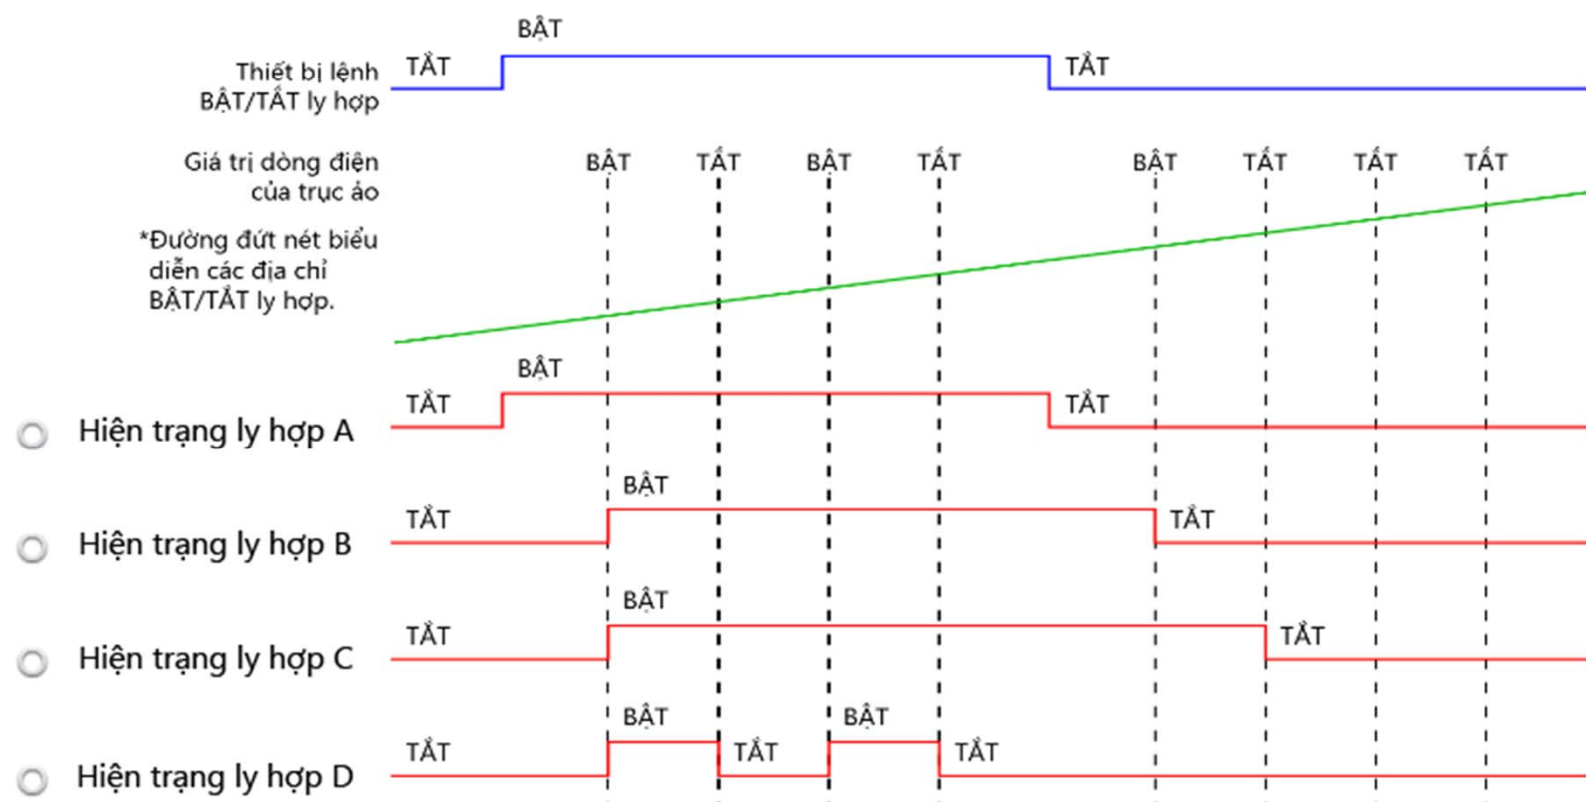 BẬT
Thiết bị lệnh TẮT TẮT
BẬT/TẮT ly hợp
Giá trị dòng điện BẬT TẮT BẬT TẮT BẬT TẮT TẮT TẮT
của trục ảo
*Đường đứt nét biểu
diễn các địa chỉ
BẬT/TẮT ly hợp.
BẬT
TẮT TẮT
Hiện trạng ly hợp A
BẬT
TẮT TẮT
Hiện trạng ly hợp B
BẬT
TẮT TẮT
Hiện trạng ly hợp C
BẬT BẬT
TẮT TẮT TẮT
Hiện trạng ly hợp D